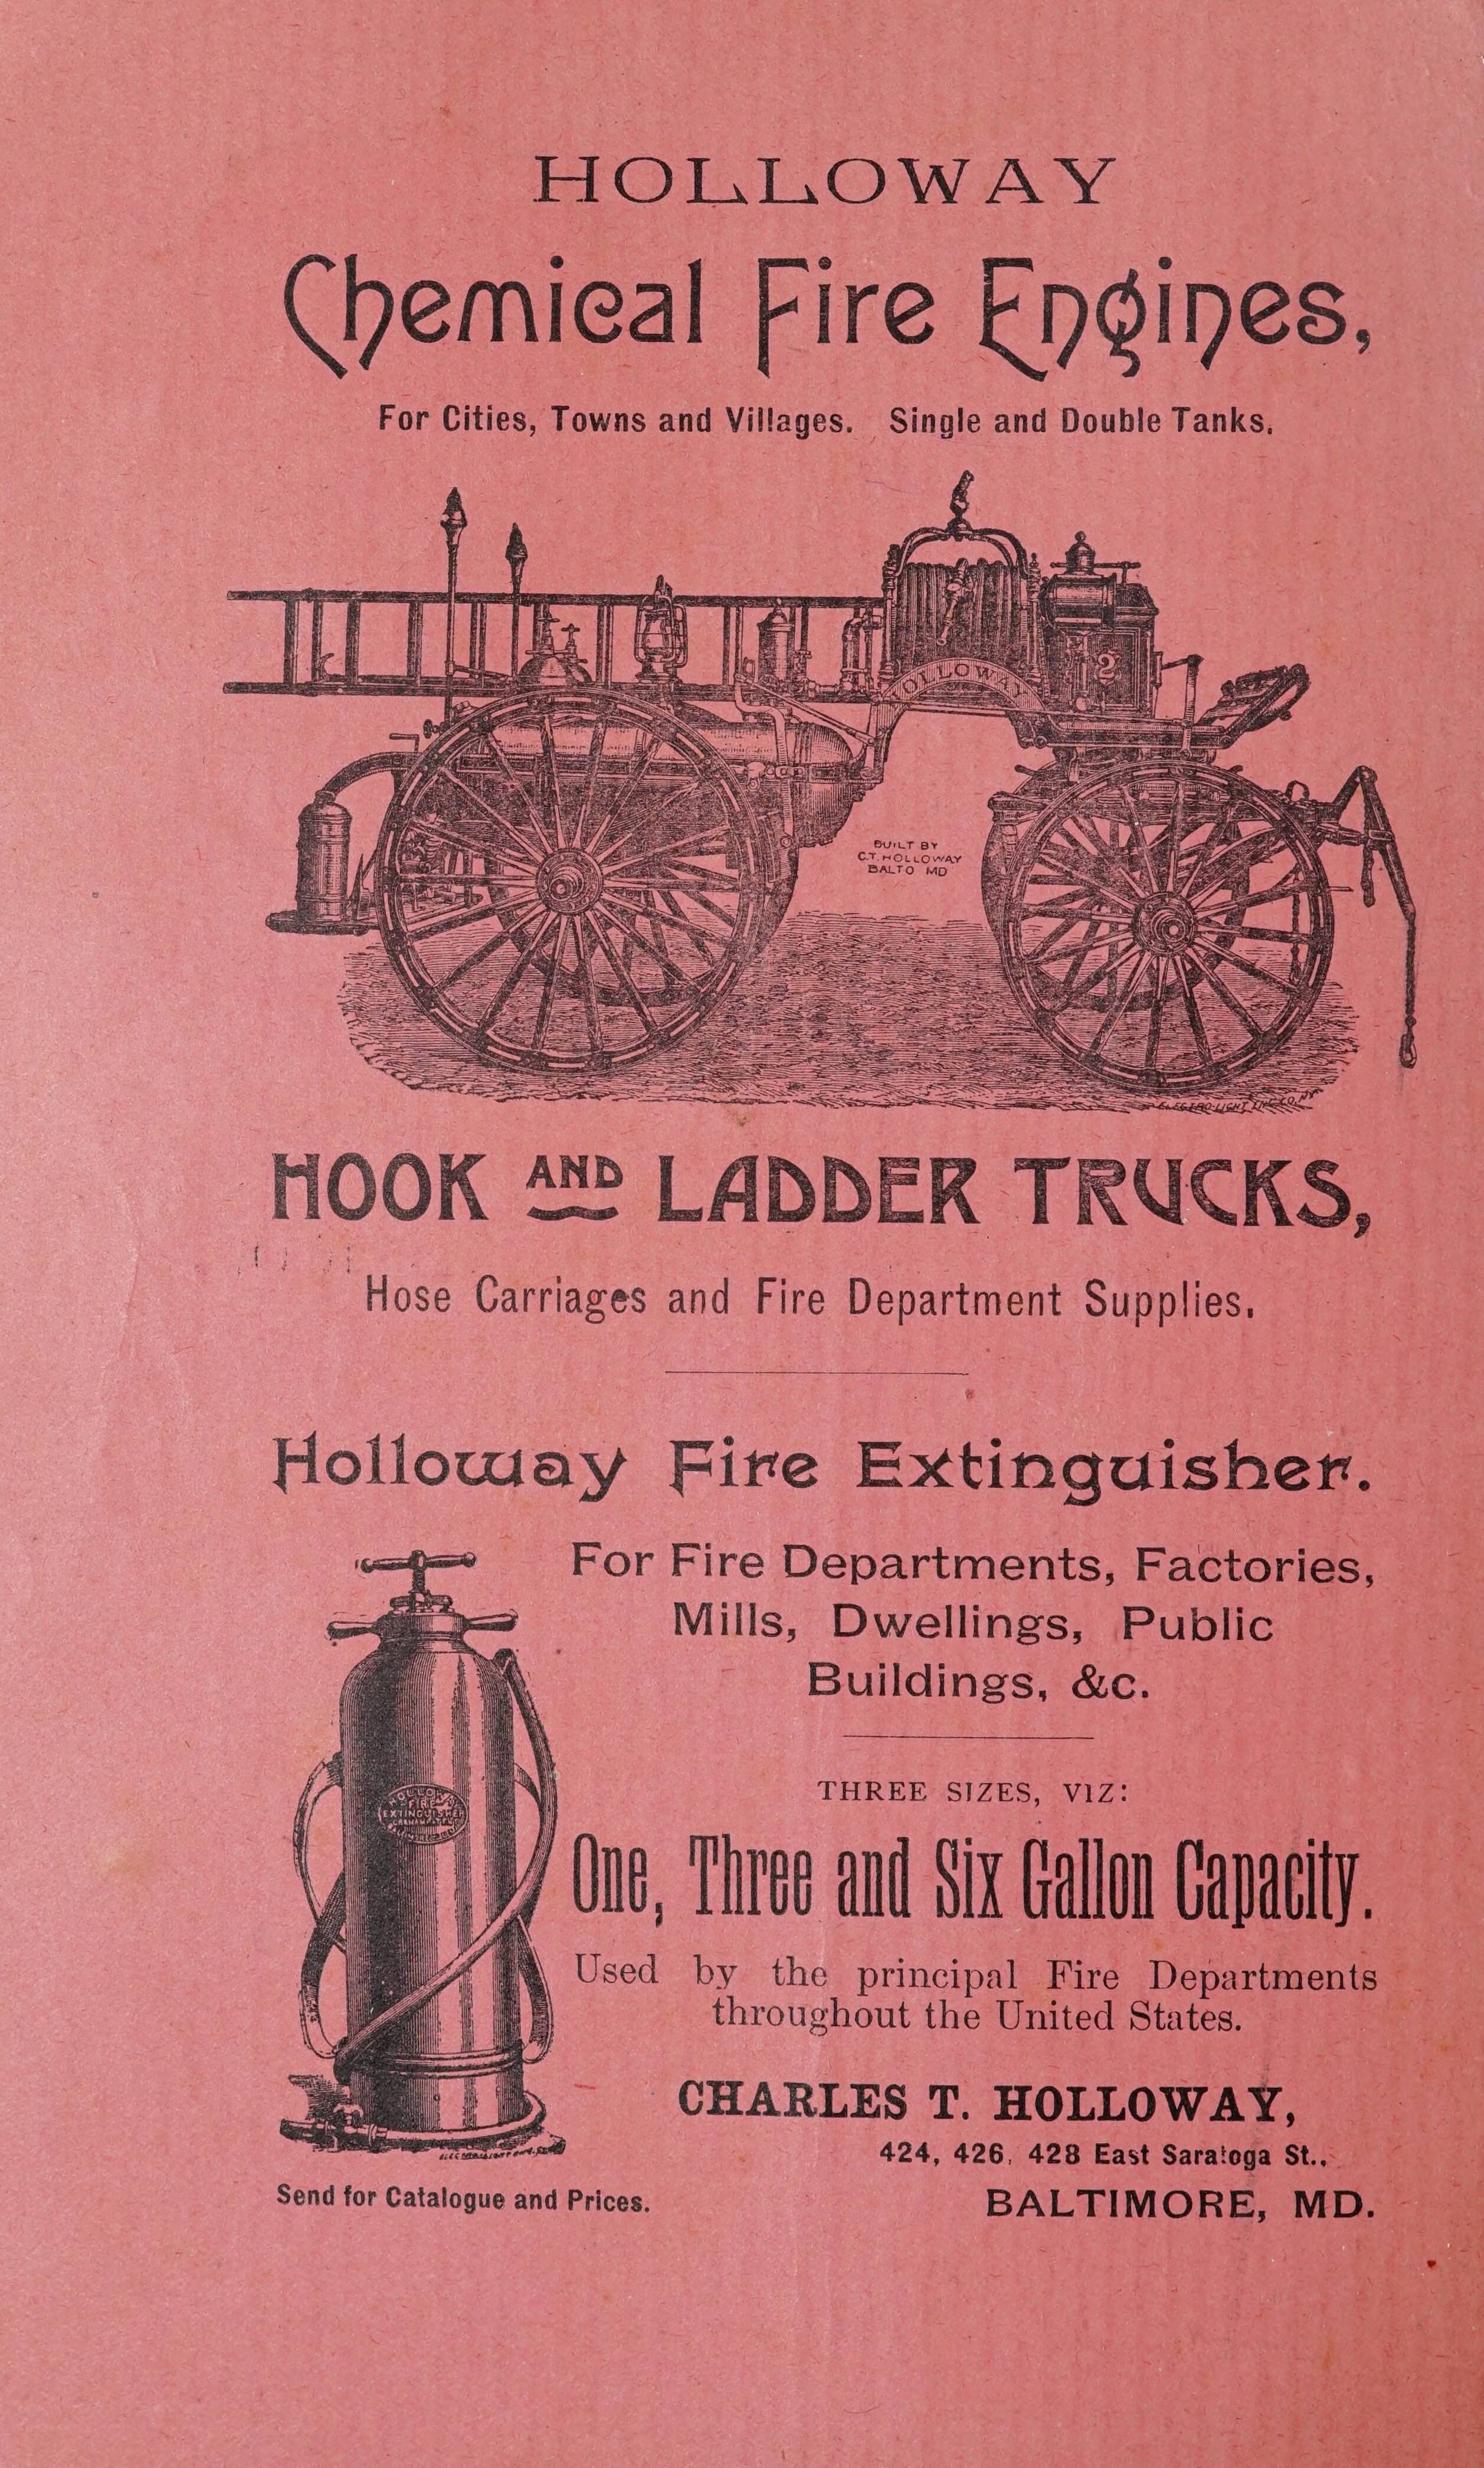 HOLLOWAY
Chemical Fire Engines,
For Cities, Towns and Villages. Single and Double Tanks.
HOLLOWAY
2
BUILT BY
C.T. HOLLOWAY
BALTO MD
HOOK AND LADDER TRUCKS,
Hose Carriages and Fire Department Supplies.
Holloway Fire Extinguisher.
For Fire Departments, Factories,
Mills, Dwellings, Public
Buildings, &c.
HOLLOWAY
FIRE
EXTINGUISHER
THREE SIZES, VIZ:
One, Three and Six Gallon Capacity.
Used by the principal Fire Departments
throughout the United States.
CHARLES T. HOLLOWAY,
424, 426, 428 East Saratoga St.,
Send for Catalogue and Prices.
BALTIMORE, MD.